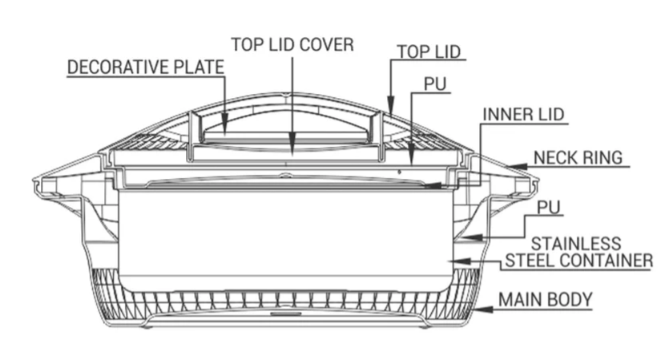 TOP LID COVER
TOP LID
DECORATIVE PLATE
PU
INNER LID
NECK RING
PU
STAINLESS
STEEL CONTAINER
MAIN BODY